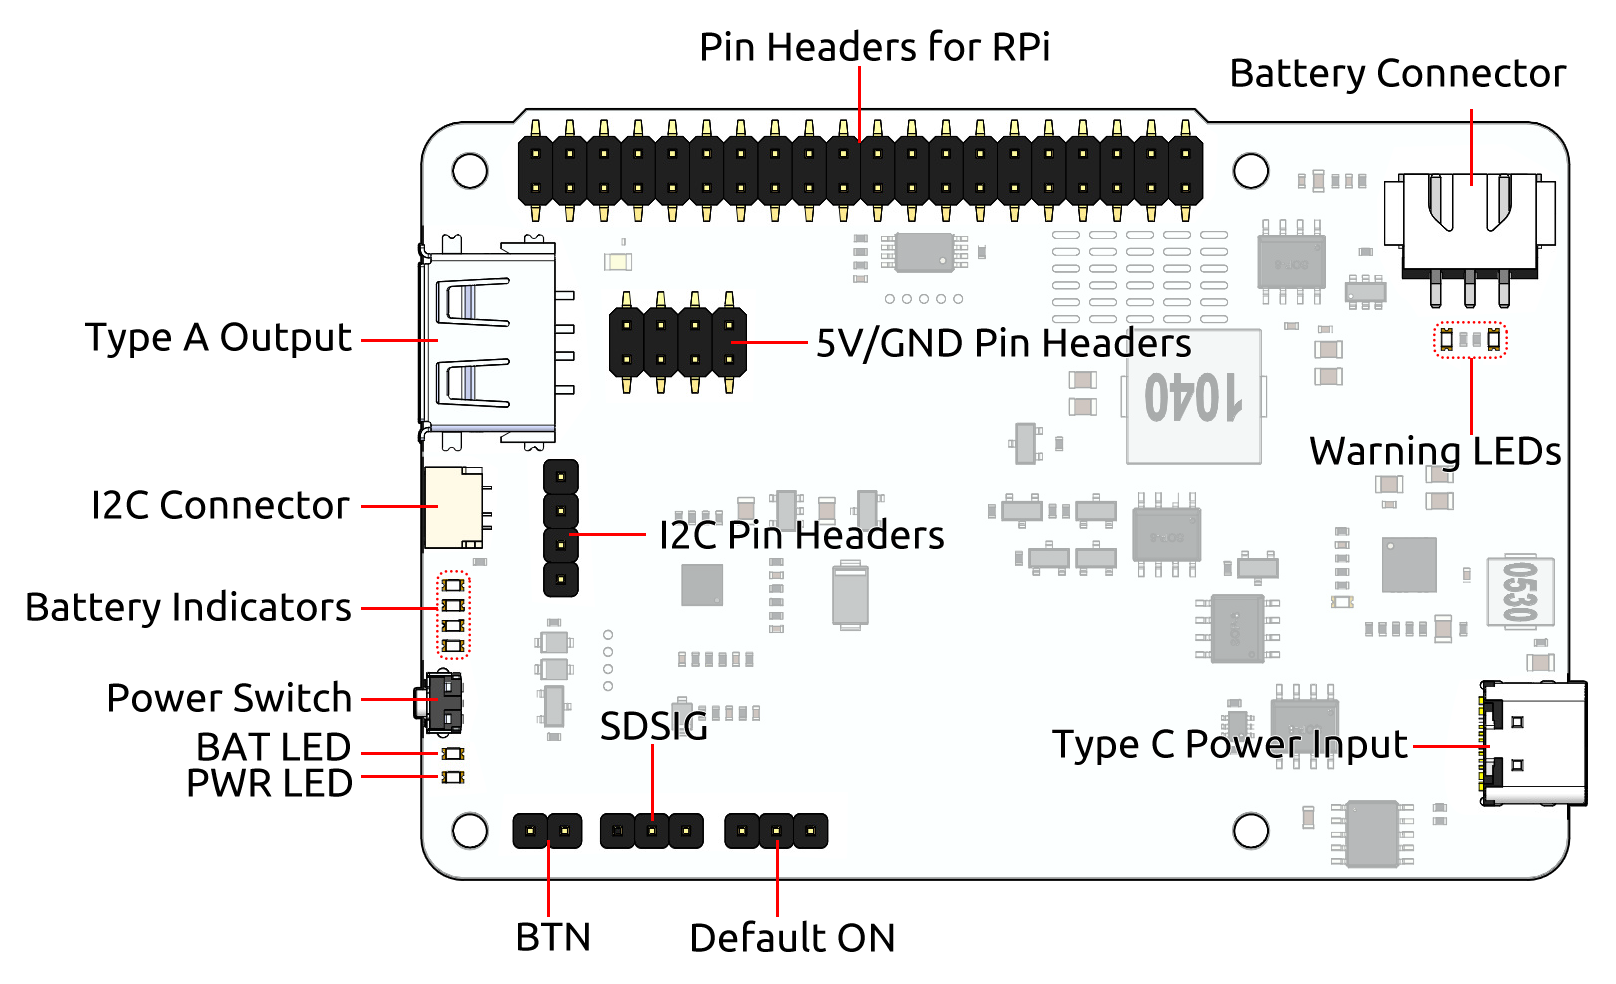 Pin Headers for RPi
Battery Connector
Type A Output
5V/GND Pin Headers
1040
Warning LEDs
I2C Connector
I2C Pin Headers
0530
Battery Indicators
Power Switch
SDSIG
BAT LED
Type C Power Input
PWR LED
BTN
Default ON